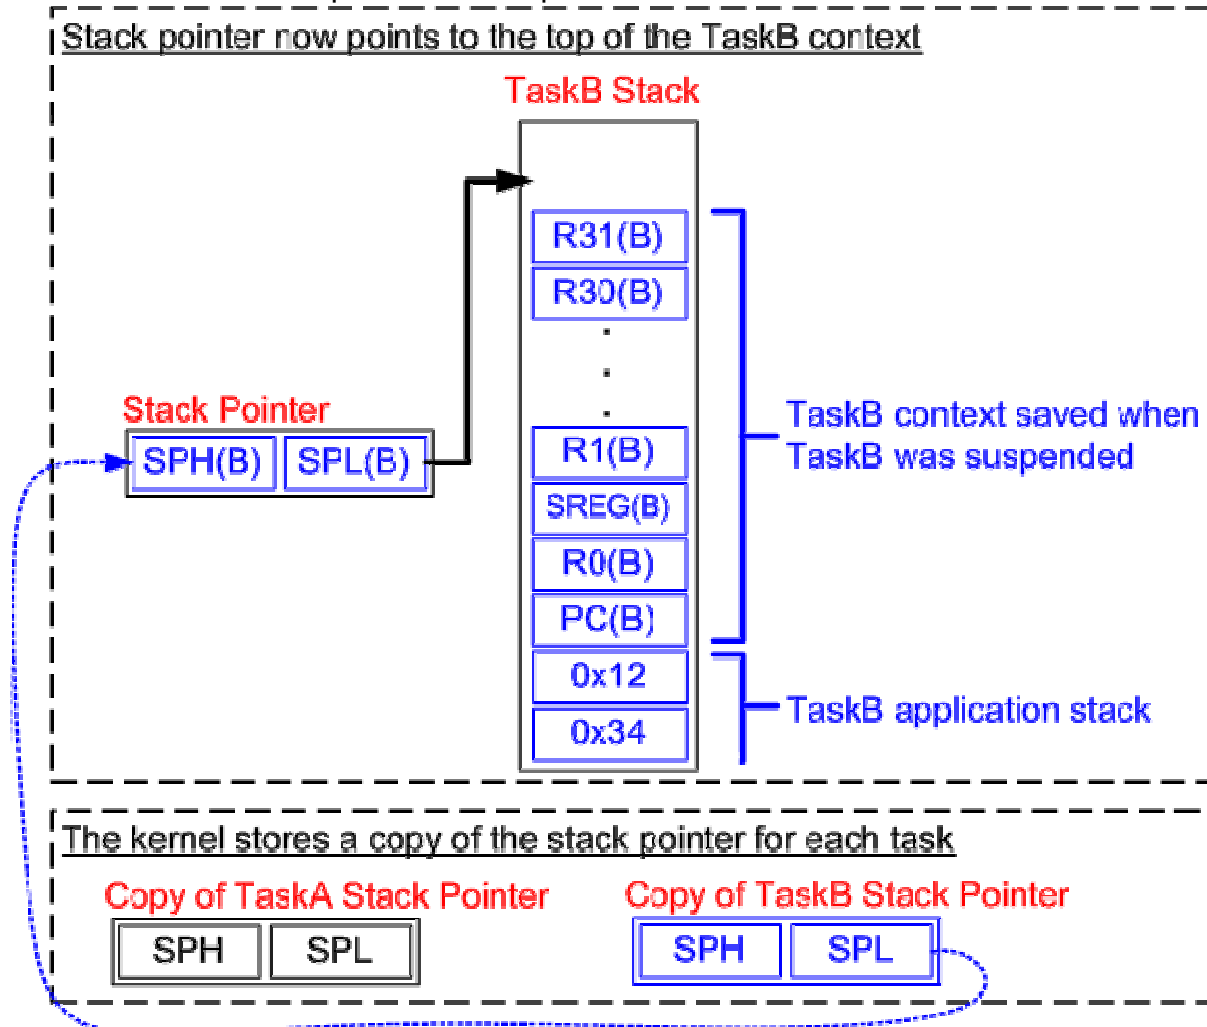 Stack pointer now points to the top of the TaskB context
TaskB Stack
R31(B)
R30(B)
.
.
.
Stack Pointer
SPH(B) SPL(B)
R1(B)
SREG(B)
R0(B)
PC(B)
0x12
0x34
TaskB context saved when
TaskB was suspended
TaskB application stack
The kernel stores a copy of the stack pointer for each task
Copy of TaskA Stack Pointer
SPH SPL
Copy of TaskB Stack Pointer
SPH SPL